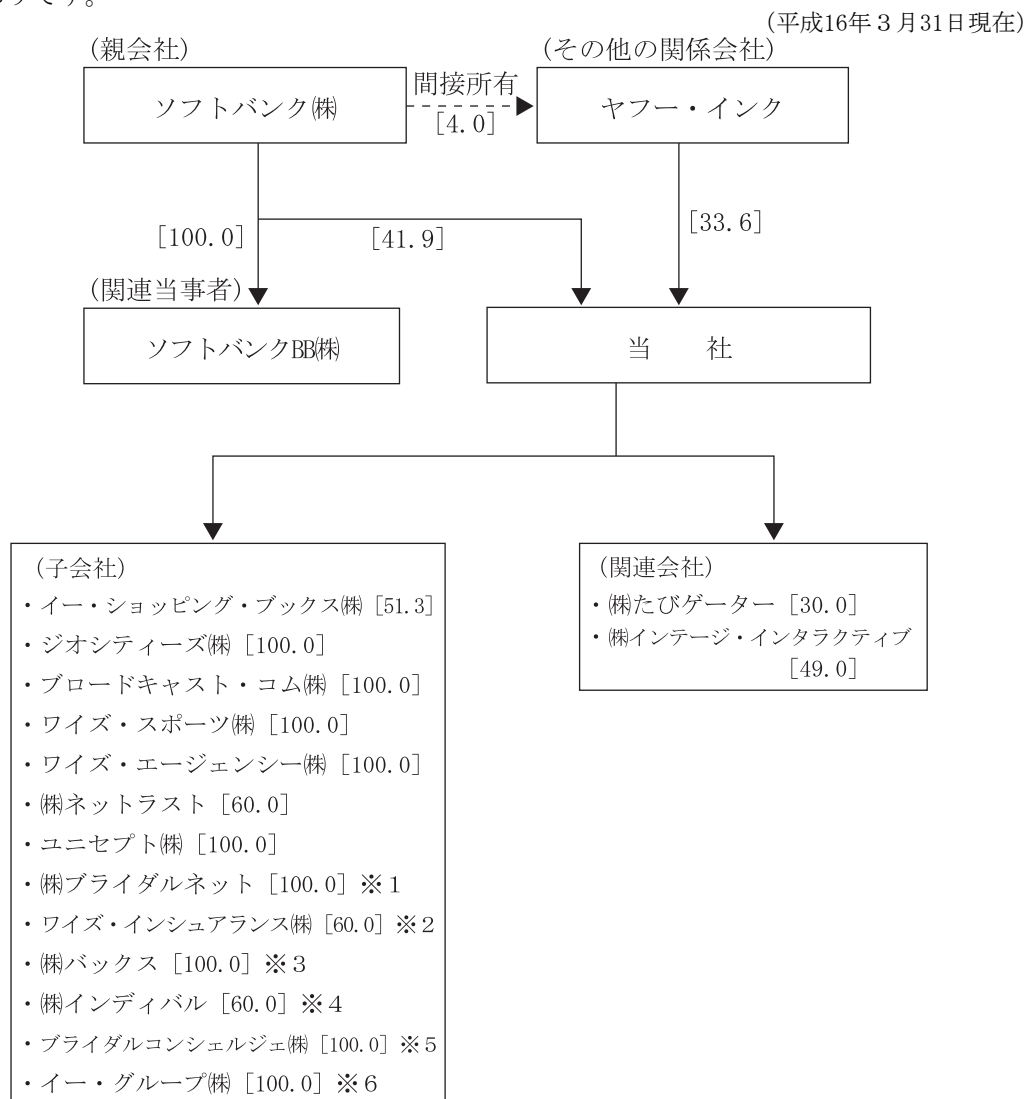 （平成16年３月31日現在）
（親会社）
（その他の関係会社）
ソフトバンク㈱
間接所有
[4.0]
ヤフー・インク
[100.0]
[41.9]
[33.6]
（関連当事者）
ソフトバンクBB㈱
当　　社
（子会社）
・イー・ショッピング・ブックス㈱［51.3］
・ジオシティーズ㈱［100.0］
・ブロードキャスト・コム㈱［100.0］
・ワイズ・スポーツ㈱［100.0］
・ワイズ・エージェンシー㈱［100.0］
・㈱ネットラスト［60.0］
・ユニセプト㈱［100.0］
・㈱ブライダルネット［100.0］※１
・ワイズ・インシュアランス㈱［60.0］※２
・㈱バックス［100.0］※３
・㈱インディバル［60.0］※４
・ブライダルコンシェルジェ㈱［100.0］※５
・イー・グループ㈱［100.0］※６
（関連会社）
・㈱たびゲーター［30.0］
・㈱インテージ・インタラクティブ
［49.0］